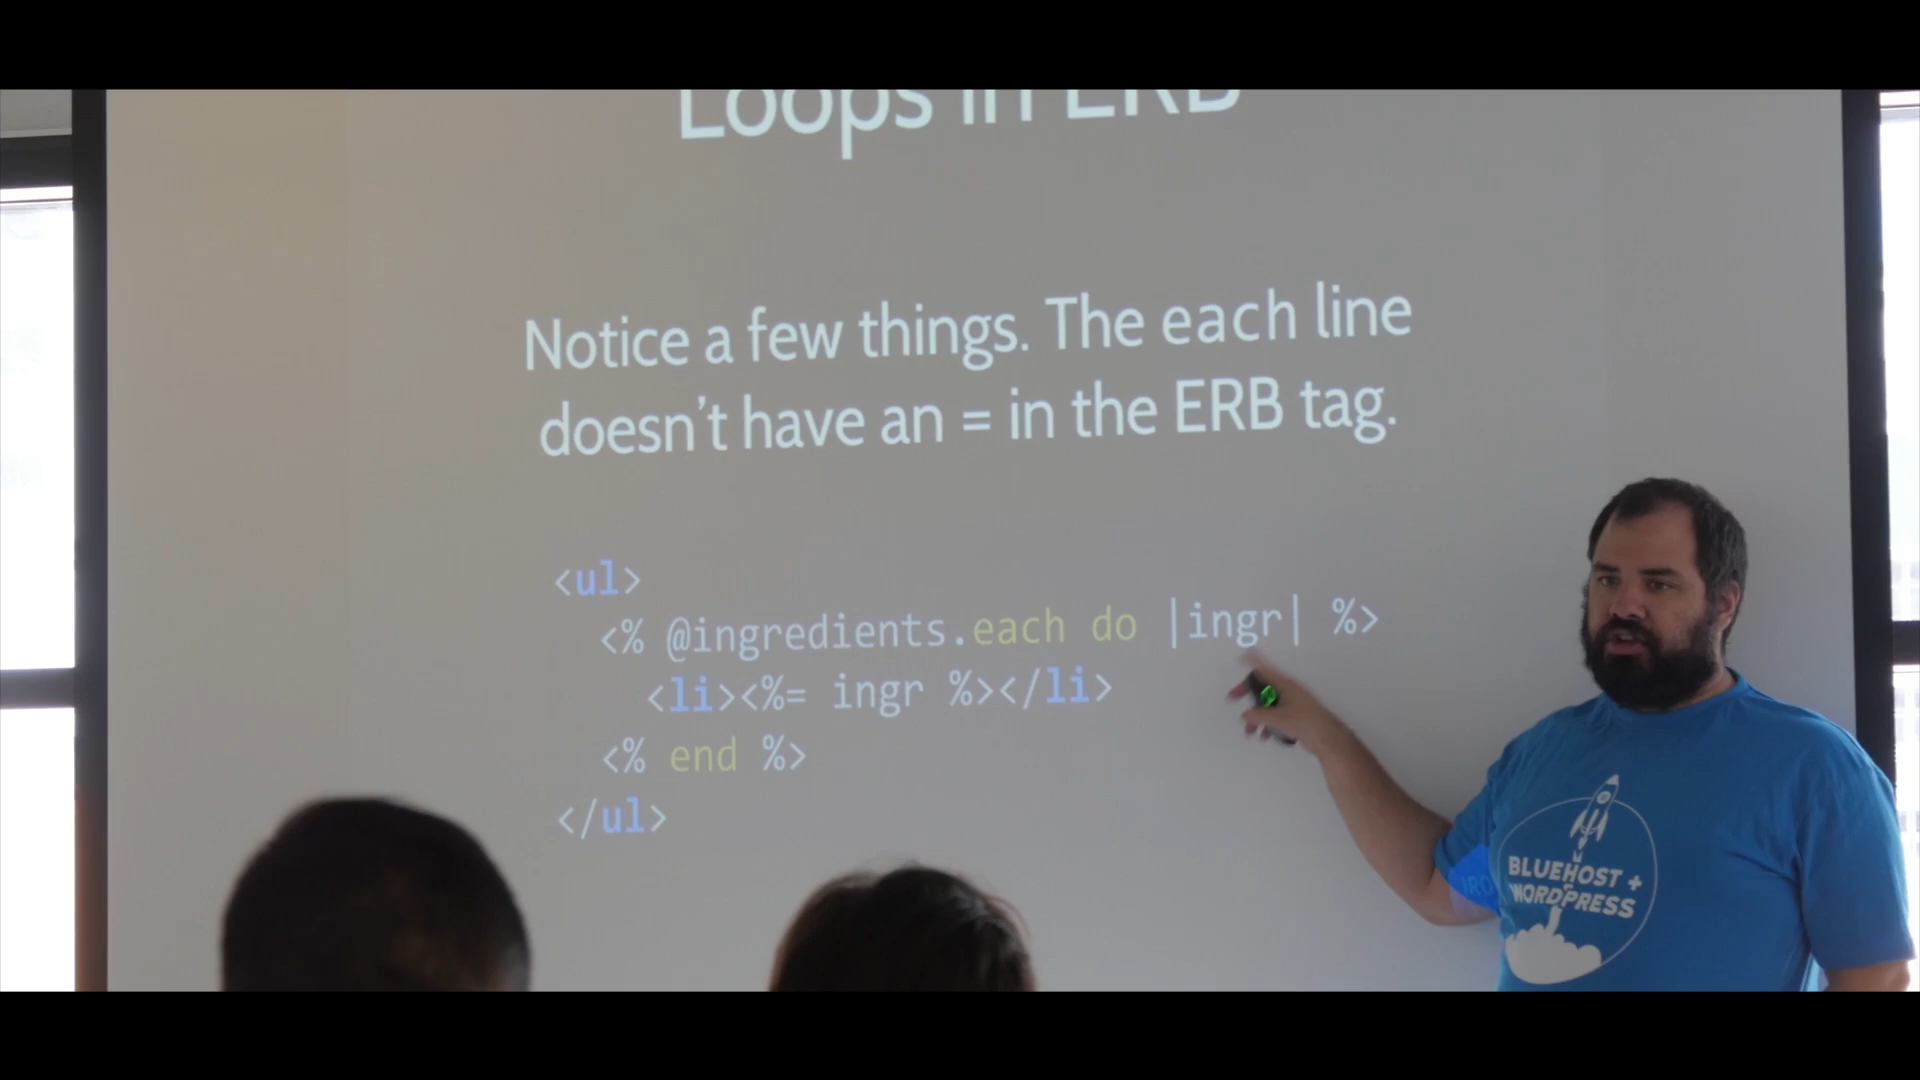 Loops in ERB
Notice a few things. The each line
doesn't have an = in the ERB tag.
<ul>
<% @ingredients.each do |ingr| %>
<li><%= ingr %></li>
<% end %>
</ul>
BLUEHOST +
WORDPRESS